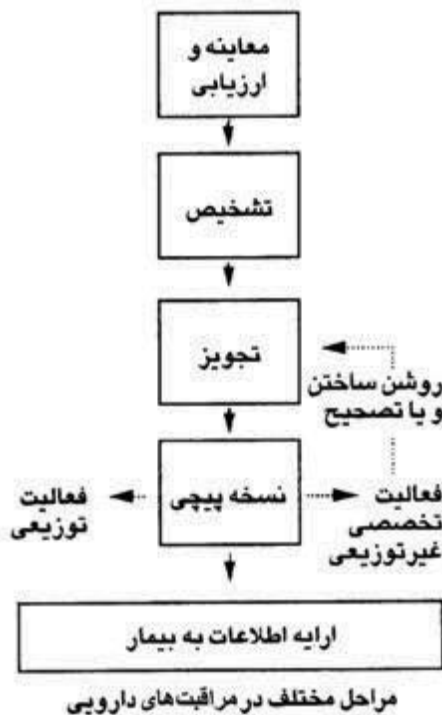 معاینه و
ارزیابی
تشخیص
تجویز
روشن ساختن
و یا تصحیح
نسخه پیچی
فعالیت
تخصصی
غیرتوزیعی
فعالیت
توزیعی
ارایه اطلاعات به بیمار
مراحل مختلف در مراقبت‌های دارویی